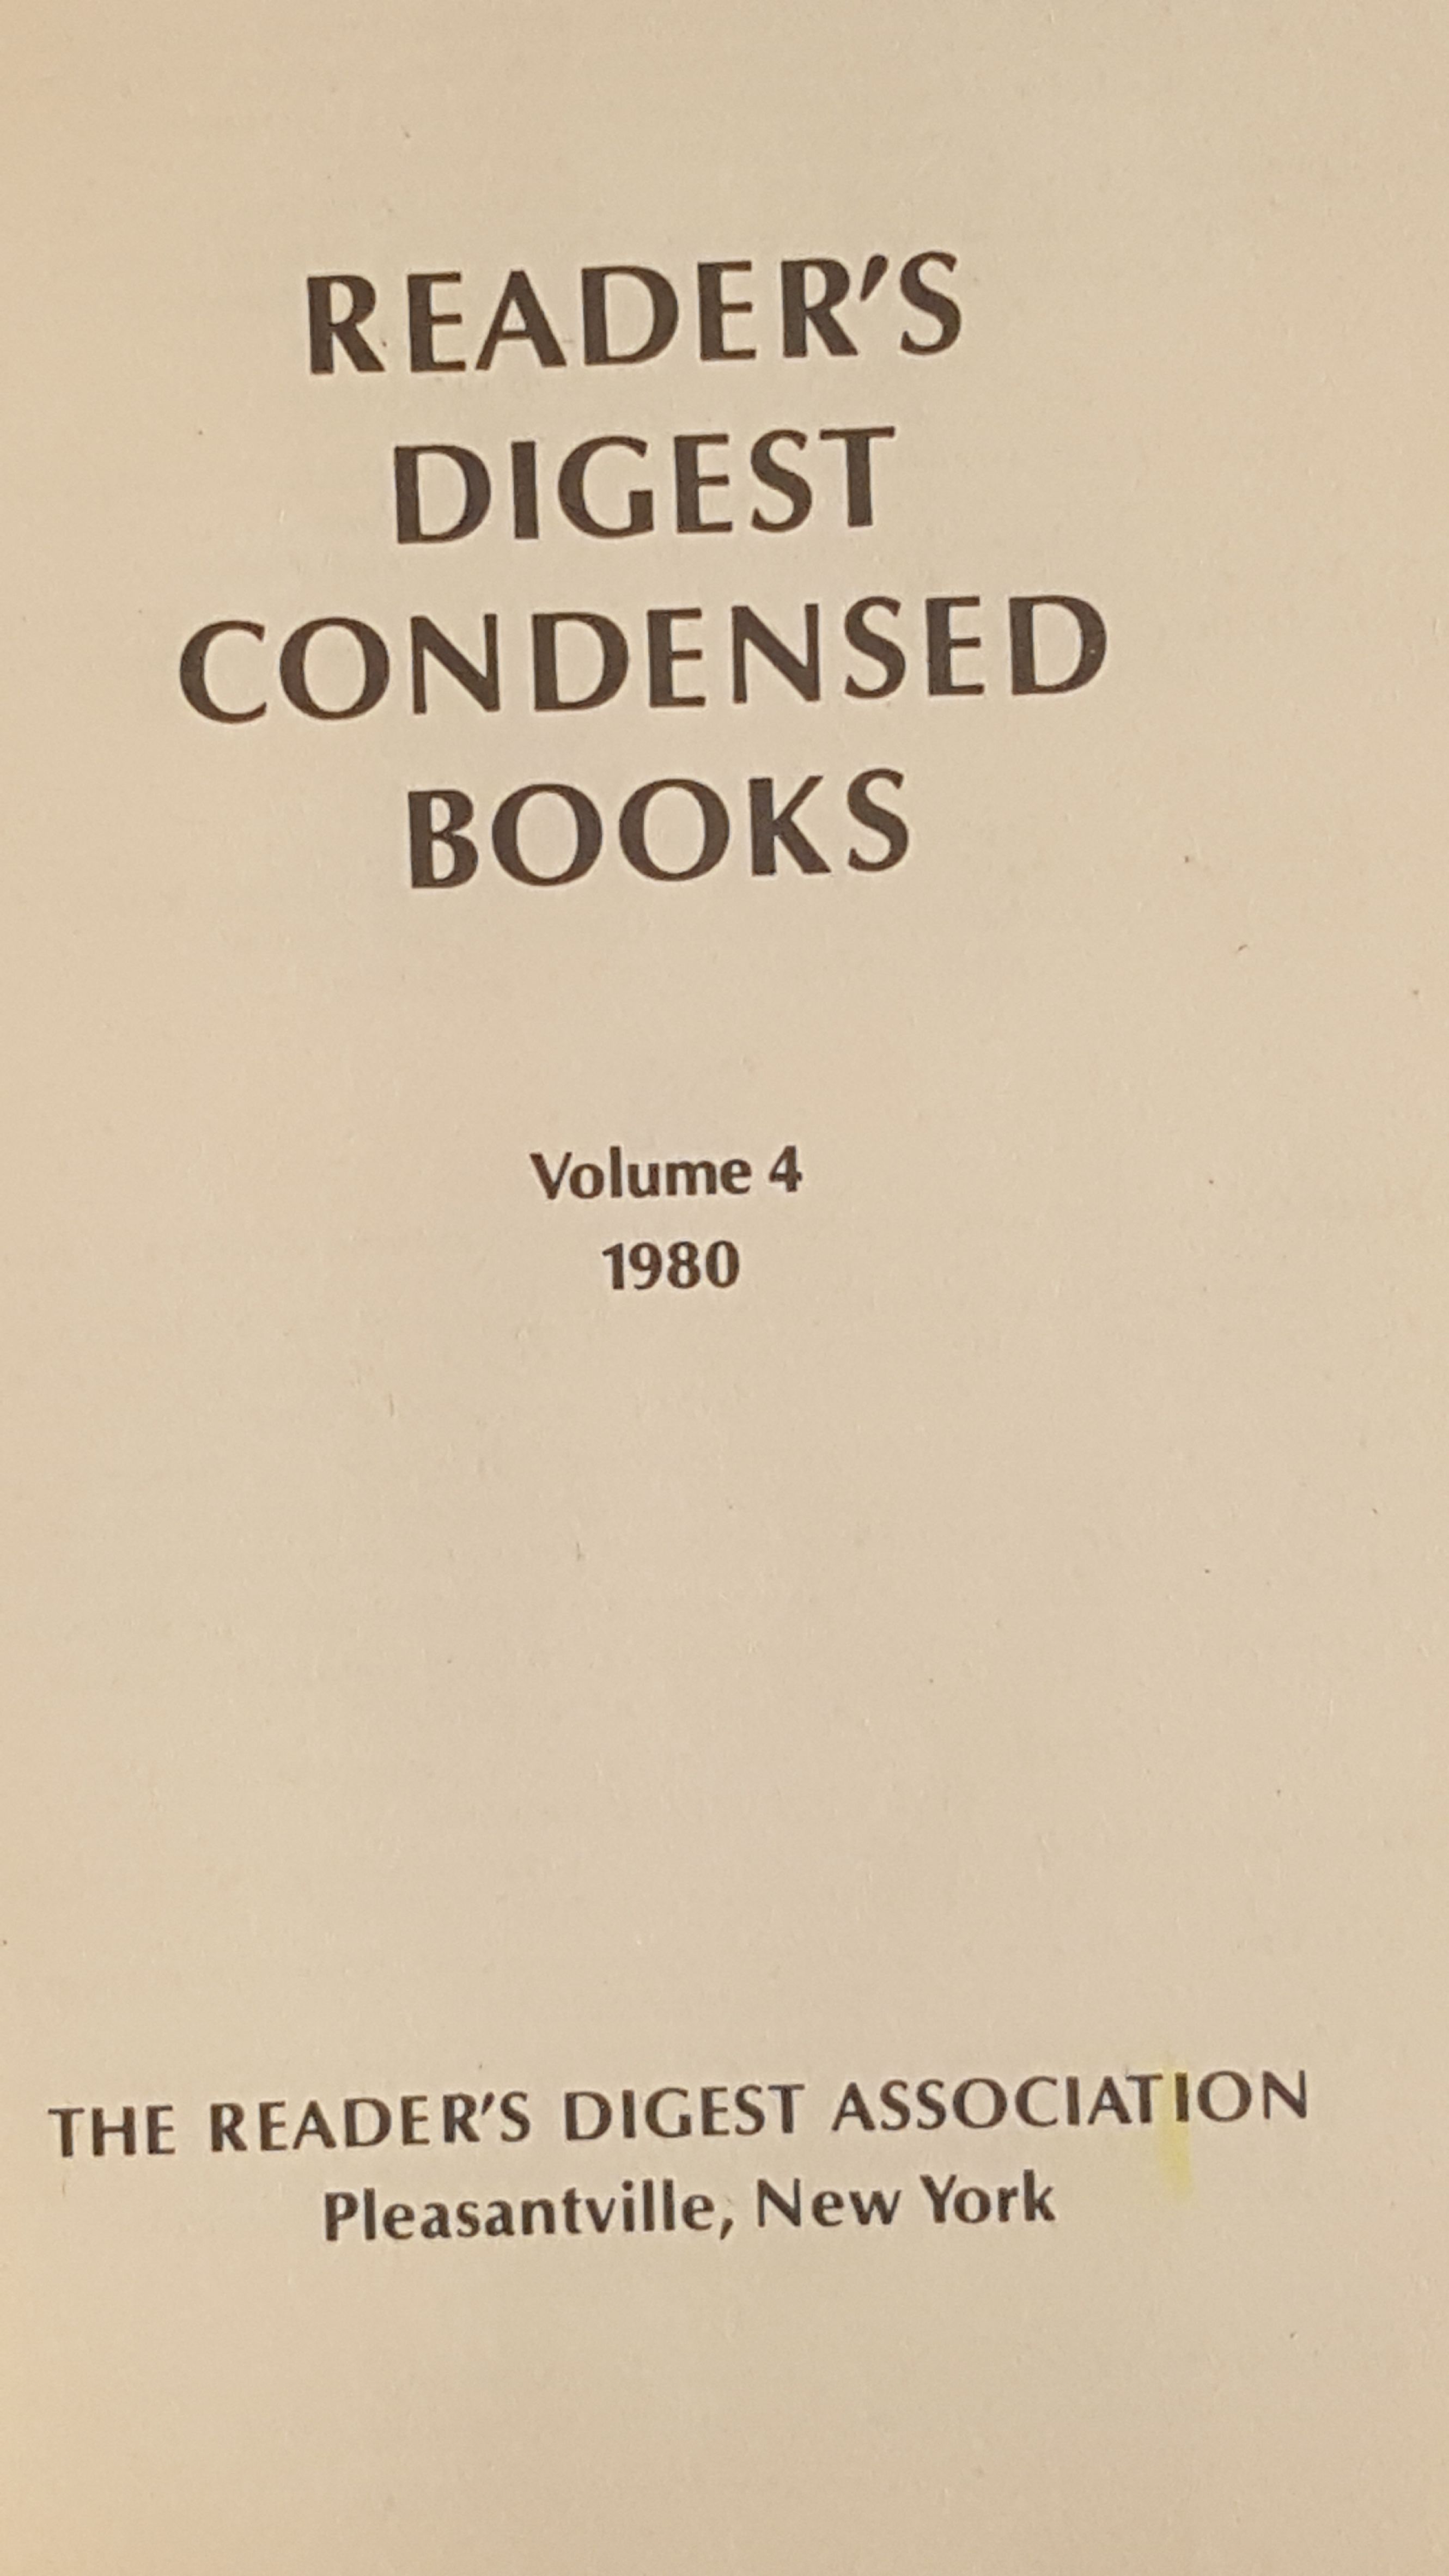 READER'S
DIGEST
CONDENSED
BOOKS
Volume 4
1980
THE READER'S DIGEST ASSOCIATION
Pleasantville, New York